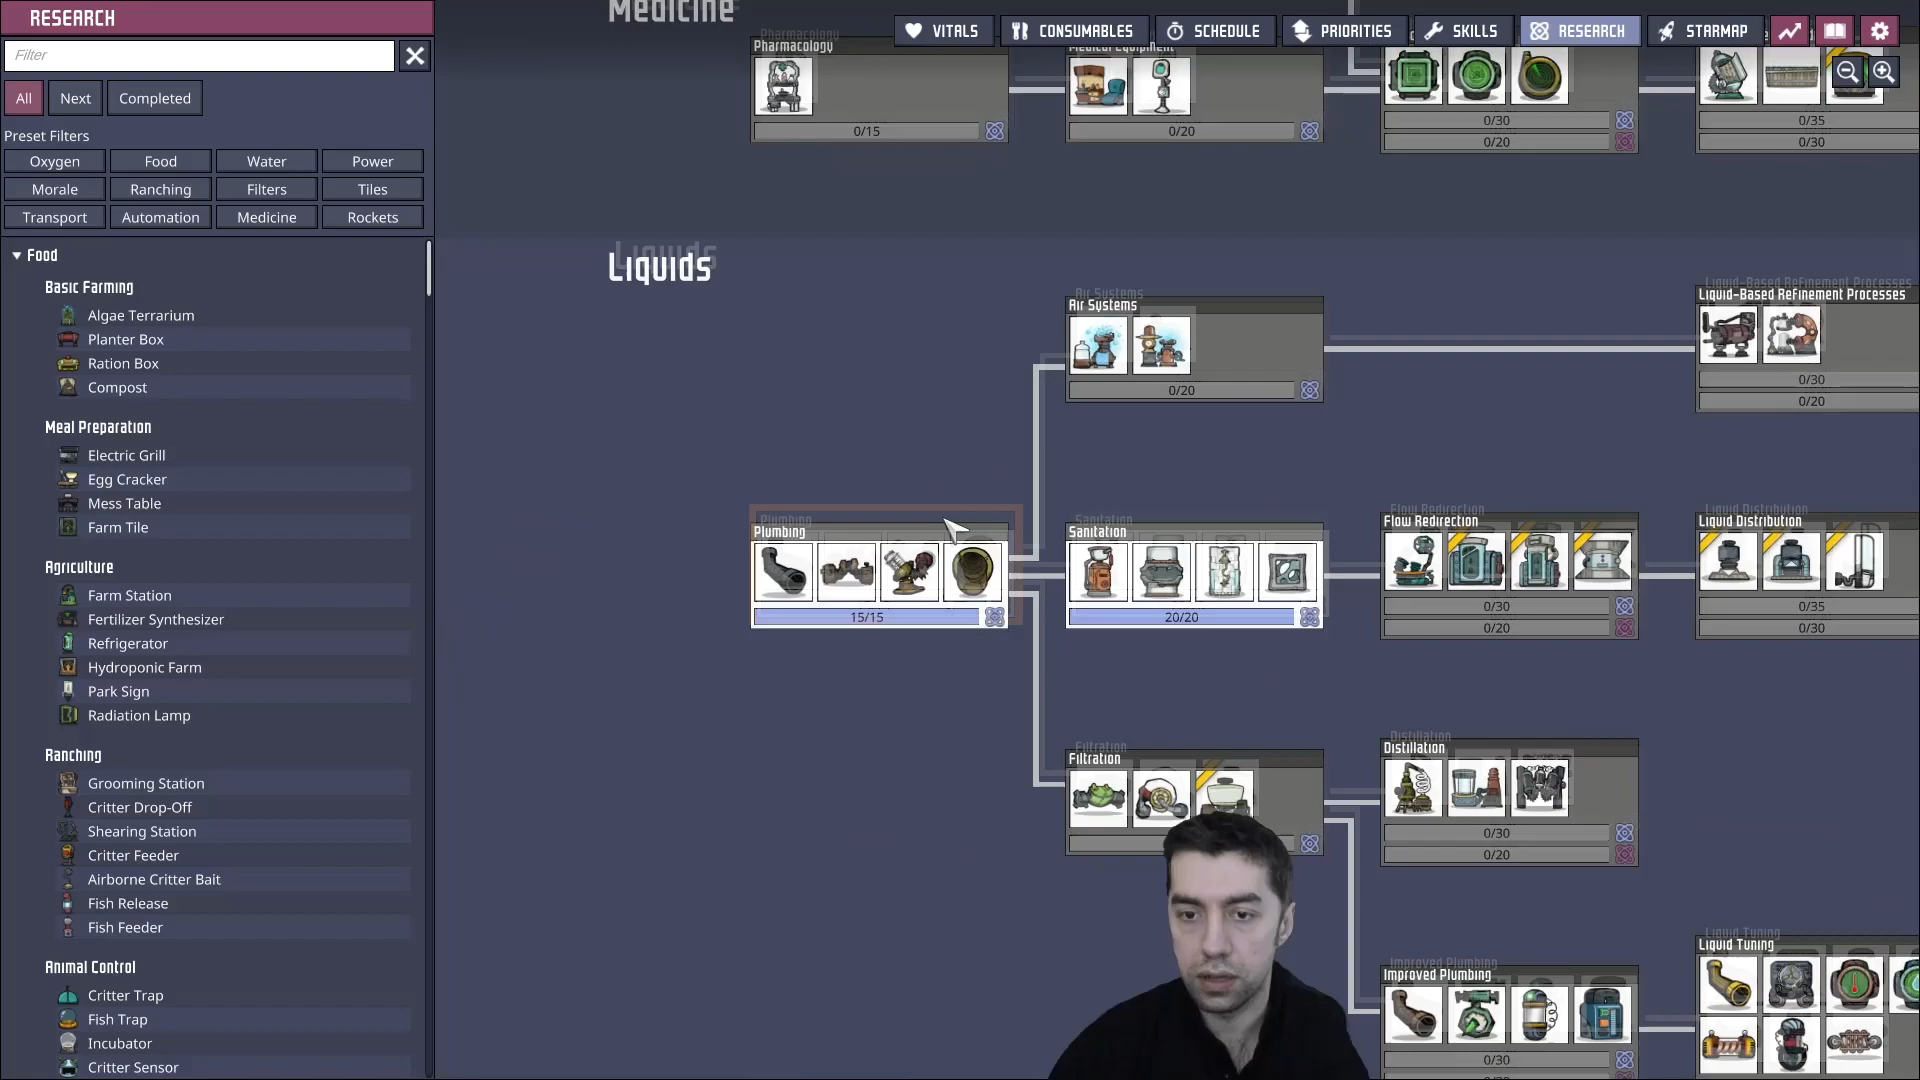 RESEARCH
Filter
All
Next
Completed
Preset Filters
Oxygen
Food
Water
Power
Morale
Ranching
Filters
Tiles
Transport
Automation
Medicine
Rockets
Food
Basic Farming
Algae Terrarium
Planter Box
Ration Box
Compost
Meal Preparation
Electric Grill
Egg Cracker
Mess Table
Farm Tile
Agriculture
Farm Station
Fertilizer Synthesizer
Refrigerator
Hydroponic Farm
Park Sign
Radiation Lamp
Ranching
Grooming Station
Critter Drop-Off
Shearing Station
Critter Feeder
Airborne Critter Bait
Fish Release
Fish Feeder
Animal Control
Critter Trap
Fish Trap
Incubator
Critter Sensor
VITALS
CONSUMABLES
SCHEDULE
PRIORITIES
SKILLS
RESEARCH
STARMAP
Medicine
Pharmacology
0/15
Medical Equipment
0/20
0/30
0/20
0/35
0/30
Liquids
Air Systems
0/20
Liquid-Based Refinement Processes
0/30
0/20
Plumbing
15/15
Sanitation
20/20
Flow Redirection
0/30
0/20
Liquid Distribution
0/35
0/30
Filtration
Distillation
0/30
0/20
Improved Plumbing
0/30
Liquid Tuning